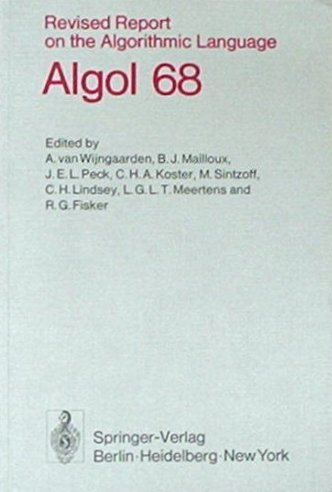 Revised Report
on the Algorithmic Language
Algol 68
Edited by
A. van Wijngaarden, B. J. Mailloux,
J. E. L. Peck, C. H. A. Koster, M. Sintzoff,
C. H. Lindsey, L. G. L. T. Meertens and
R. G. Fisker
Springer-Verlag
Berlin · Heidelberg · New York